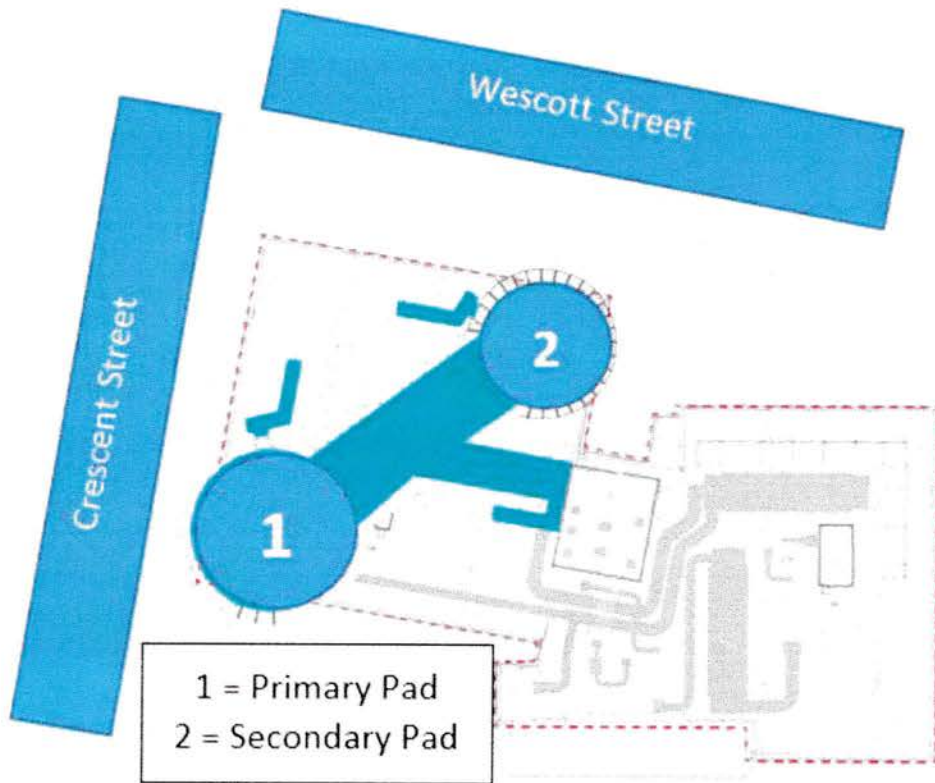 Wescott Street
Crescent Street
2
1
1 = Primary Pad
2 = Secondary Pad